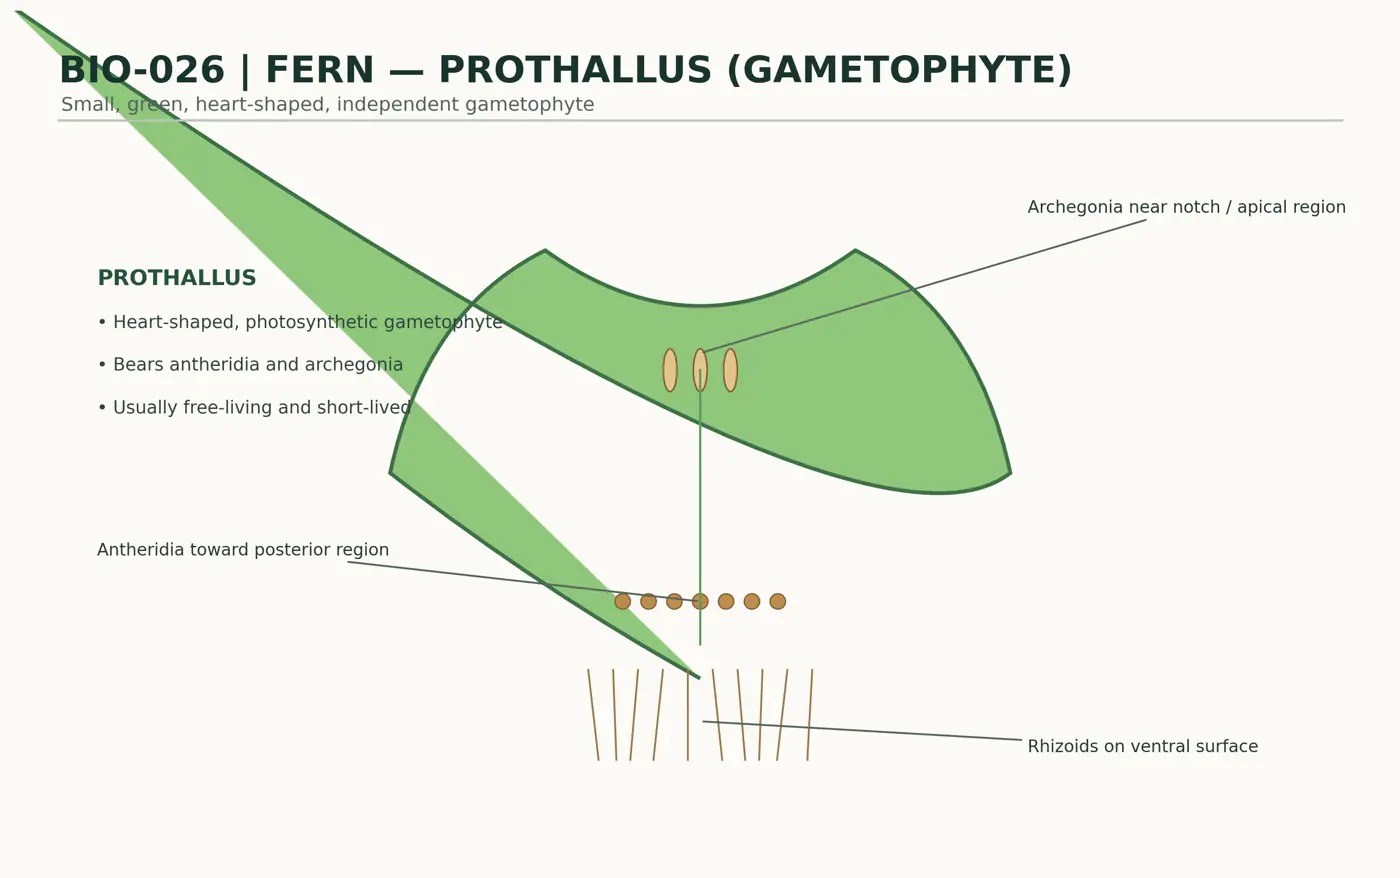 BIO-026 | FERN — PROTHALLUS (GAMETOPHYTE)
Small, green, heart-shaped, independent gametophyte
Archegonia near notch / apical region
PROTHALLUS
• Heart-shaped, photosynthetic gametophyte
• Bears antheridia and archegonia
• Usually free-living and short-lived
Antheridia toward posterior region
Rhizoids on ventral surface